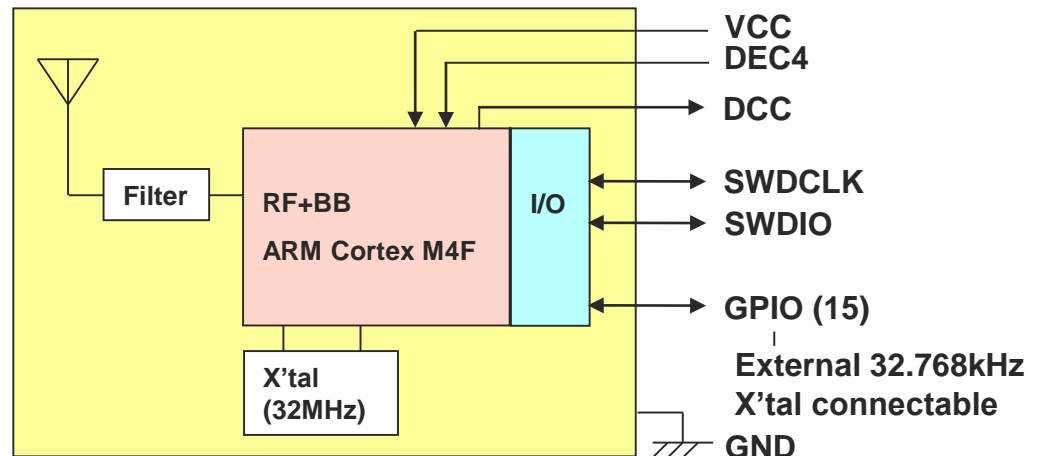 VCC
DEC4
DCC
Filter
RF+BB
ARM Cortex M4F
I/O
SWDCLK
SWDIO
GPIO (15)
External 32.768kHz
X'tal connectable
X'tal
(32MHz)
GND